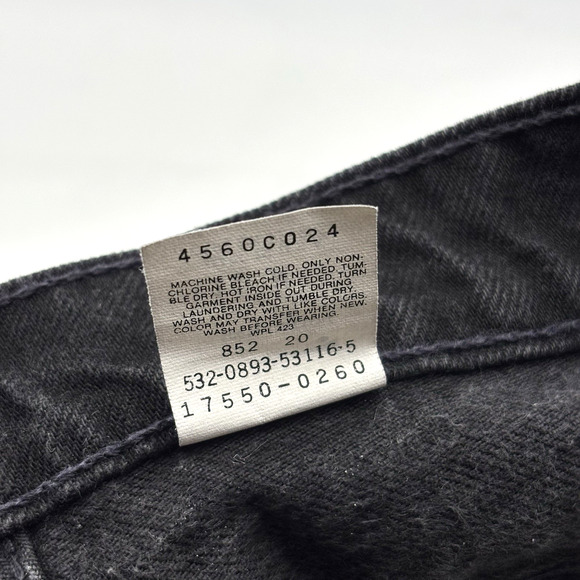 4560C024
MACHINE WASH COLD. ONLY NON-
CHLORINE BLEACH IF NEEDED. TUM-
BLE DRY. HOT IRON IF NEEDED. TURN
GARMENT INSIDE OUT DURING
LAUNDERING AND TUMBLE DRY.
WASH AND DRY WITH LIKE COLORS.
COLOR MAY TRANSFER WHEN NEW.
WASH BEFORE WEARING.
WPL 423
852 20
532-0893-53116-5
17550-0260